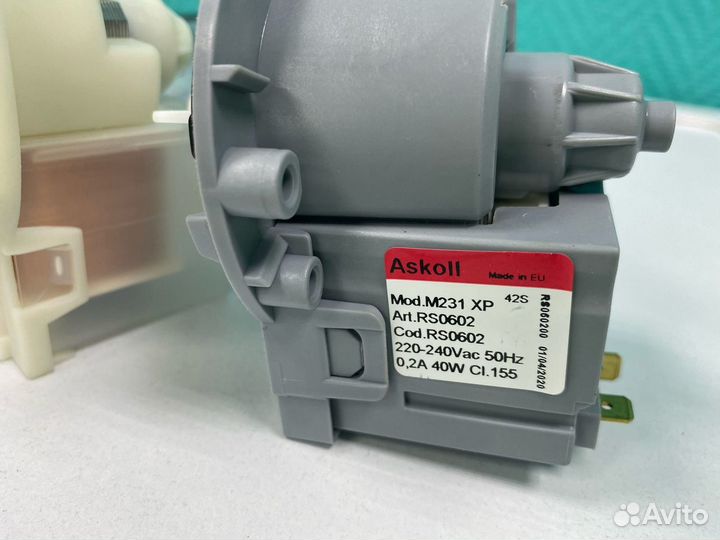 Askoll
Made in EU
Mod.M231 XP 42S
Art.RS0602
Cod.RS0602
220-240Vac 50Hz
0,2A 40W Cl.155
RS060200 01/04/2020
Avito